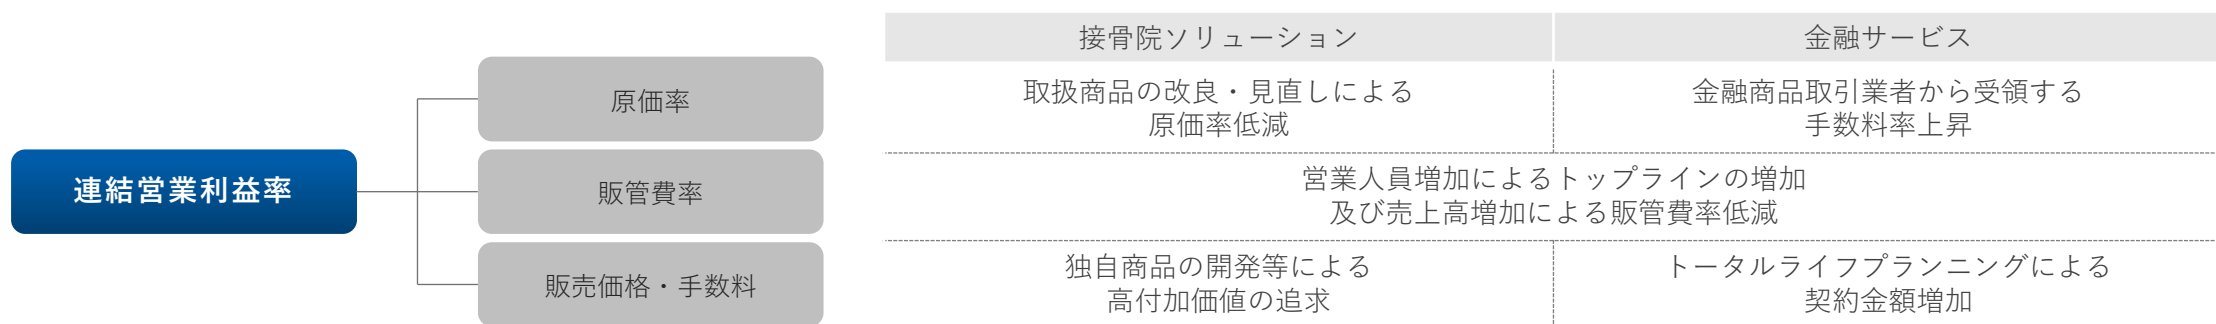 接骨院ソリューション
金融サービス
連結営業利益率
原価率
取扱商品の改良・見直しによる
原価率低減
金融商品取引業者から受領する
手数料率上昇
販管費率
営業人員増加によるトップラインの増加
及び売上高増加による販管費率低減
販売価格・手数料
独自商品の開発等による
高付加価値の追求
トータルライフプランニングによる
契約金額増加